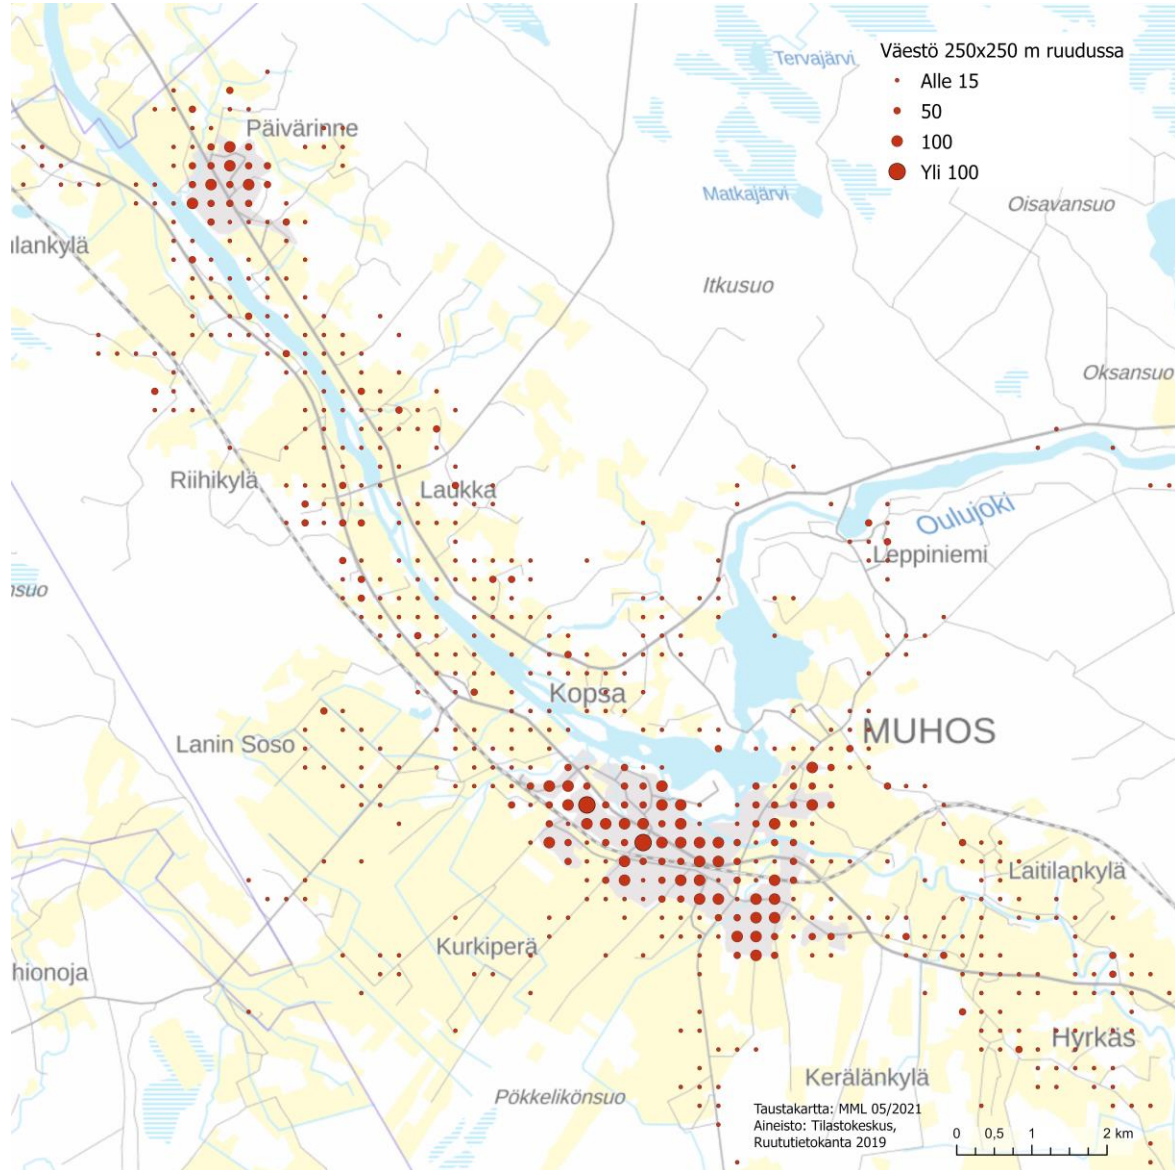 Tervajärvi
Väestö 250x250 m ruudussa
Alle 15
50
100
Yli 100
Päivärinne
Matkajärvi
Oisavansuo
ılankylä
Itkusuo
Oksansuo
Riihikylä
Laukka
Oulujoki
Leppiniemi
suo
Kopsa
MUHOS
Lanin Soso
Laitilankylä
Kurkiperä
hionoja
Hyrkäs
Kerälänkylä
Pökkelikönsuo
Taustakartta: MML 05/2021
Aineisto: Tilastokeskus,
Ruututietokanta 2019
0 0,5 1 2 km